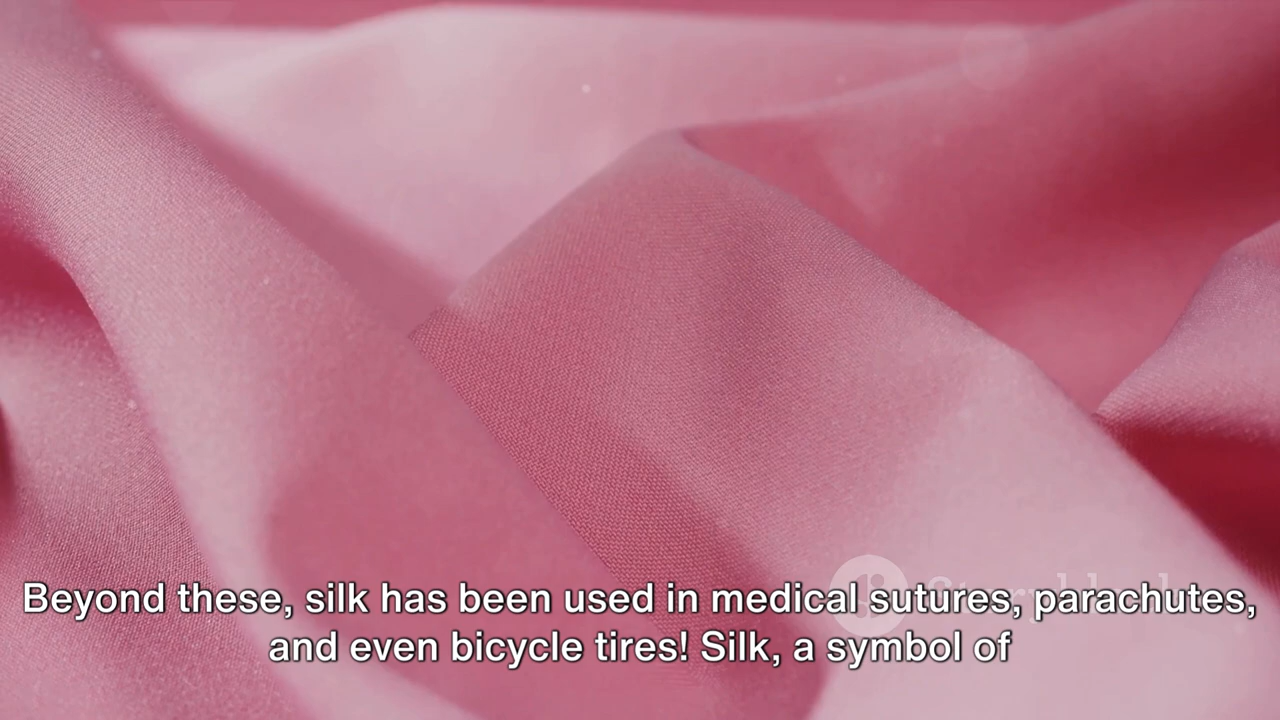 Beyond these, silk has been used in medical sutures, parachutes,
and even bicycle tires! Silk, a symbol of